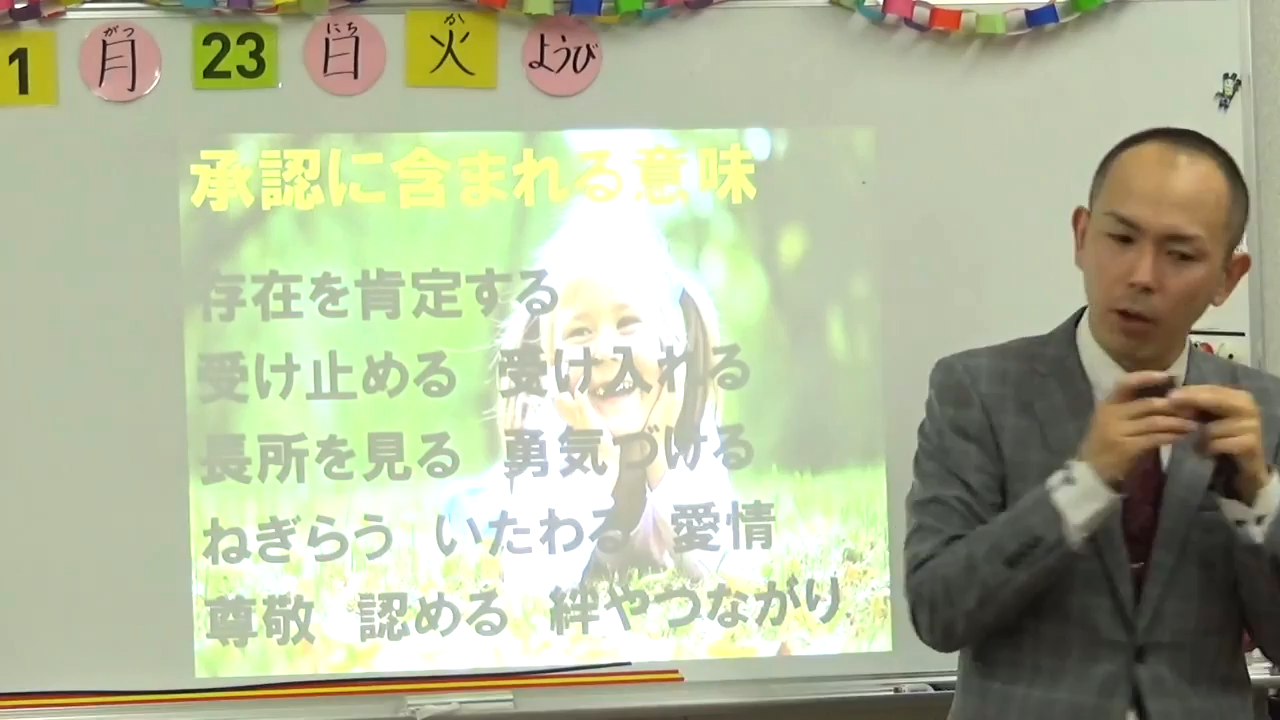 1 月 23 日 火 ようび
がつ にち か
承認に含まれる意味
存在を肯定する
受け止める 受け入れる
長所を見る 勇気づける
ねぎらう いたわる 愛情
尊敬 認める 絆やつながり